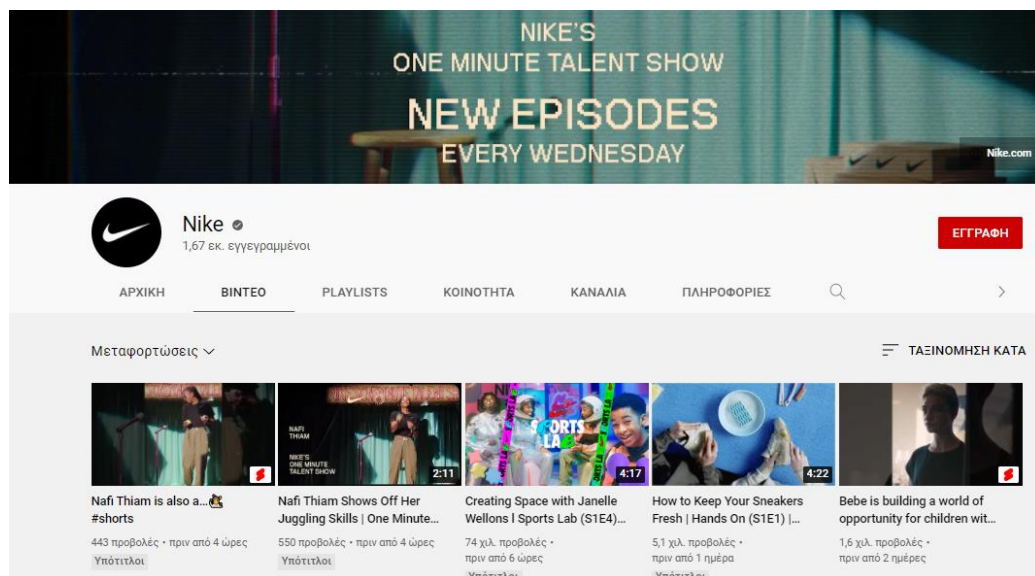 NIKE'S
ONE MINUTE TALENT SHOW
NEW EPISODES
EVERY WEDNESDAY
Nike.com
Nike
1,67 εκ. εγγεγραμμένοι
ΕΓΓΡΑΦΗ
ΑΡΧΙΚΗ ΒΙΝΤΕΟ PLAYLISTS ΚΟΙΝΟΤΗΤΑ ΚΑΝΑΛΙΑ ΠΛΗΡΟΦΟΡΙΕΣ
Μεταφορτώσεις
ΤΑΞΙΝΟΜΗΣΗ ΚΑΤΑ
NAFI
THIAM
NIKE'S
ONE MINUTE
TALENT SHOW
2:11
SPORTS
LAB
4:17
4:22
Nafi Thiam is also a...
#shorts
443 προβολές • πριν από 4 ώρες
Υπότιτλοι
Nafi Thiam Shows Off Her
Juggling Skills | One Minute...
550 προβολές • πριν από 4 ώρες
Υπότιτλοι
Creating Space with Janelle
Wellons l Sports Lab (S1E4)...
74 χιλ. προβολές •
πριν από 6 ώρες
Υπότιτλοι
How to Keep Your Sneakers
Fresh | Hands On (S1E1) |...
5,1 χιλ. προβολές •
πριν από 1 ημέρα
Υπότιτλοι
Bebe is building a world of
opportunity for children wit...
1,6 χιλ. προβολές •
πριν από 2 ημέρες